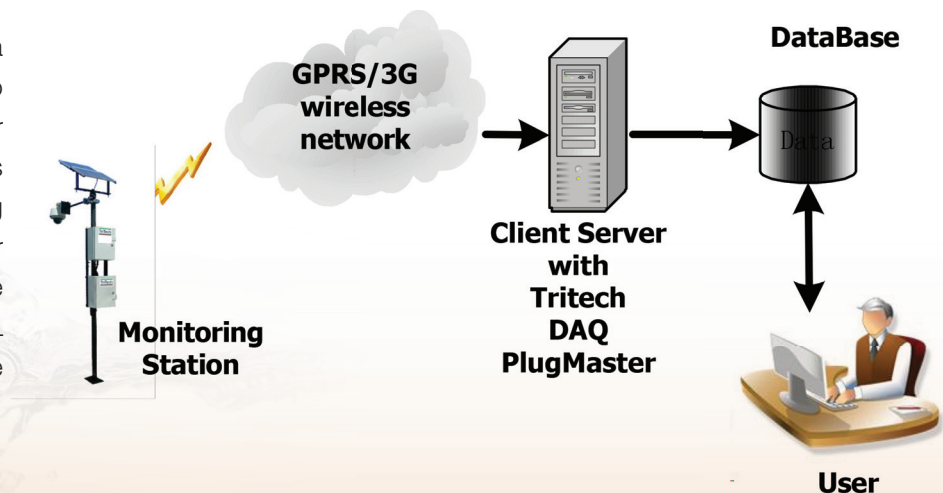 GPRS/3G
wireless
network
DataBase
Data
Client Server
with
Tritech
DAQ
PlugMaster
Monitoring
Station
User